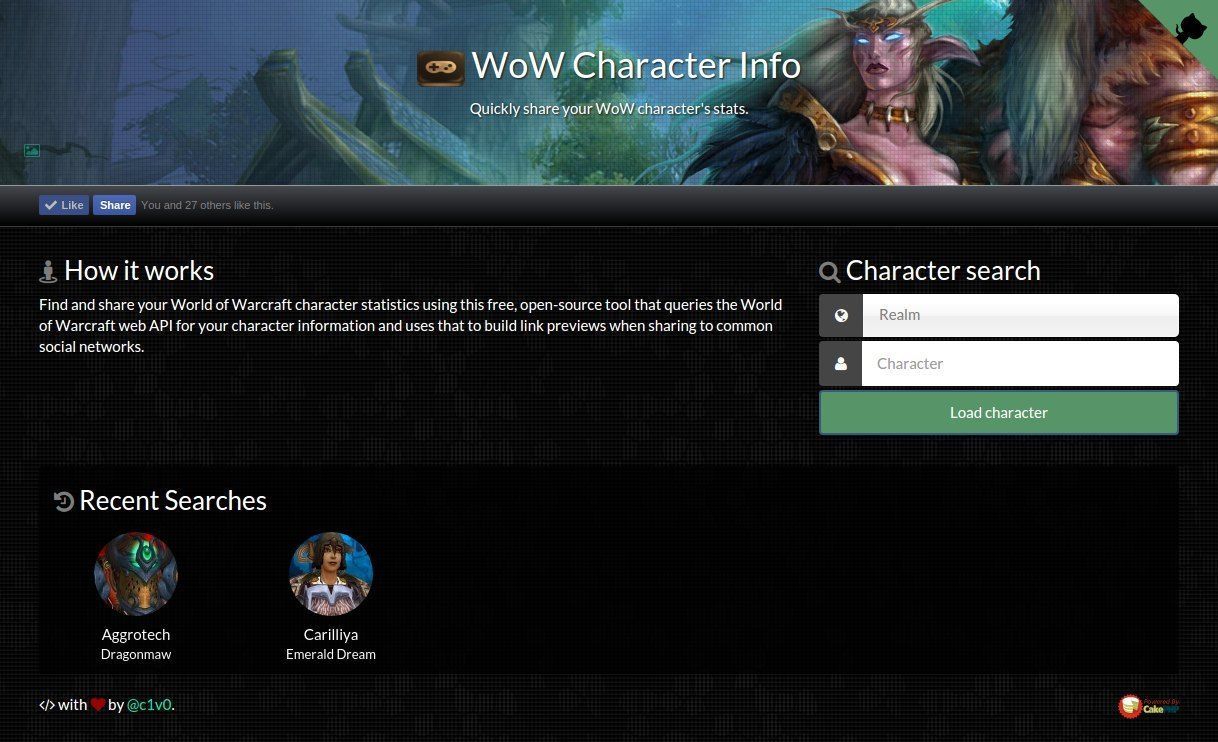 WoW Character Info
Quickly share your WoW character's stats.
Like Share You and 27 others like this.
How it works
Find and share your World of Warcraft character statistics using this free, open-source tool that queries the World
of Warcraft web API for your character information and uses that to build link previews when sharing to common
social networks.
Character search
Realm
Character
Load character
Recent Searches
Aggrotech
Dragonmaw
Carilliya
Emerald Dream
</> with by @c1v0.
Powered By
CakePHP